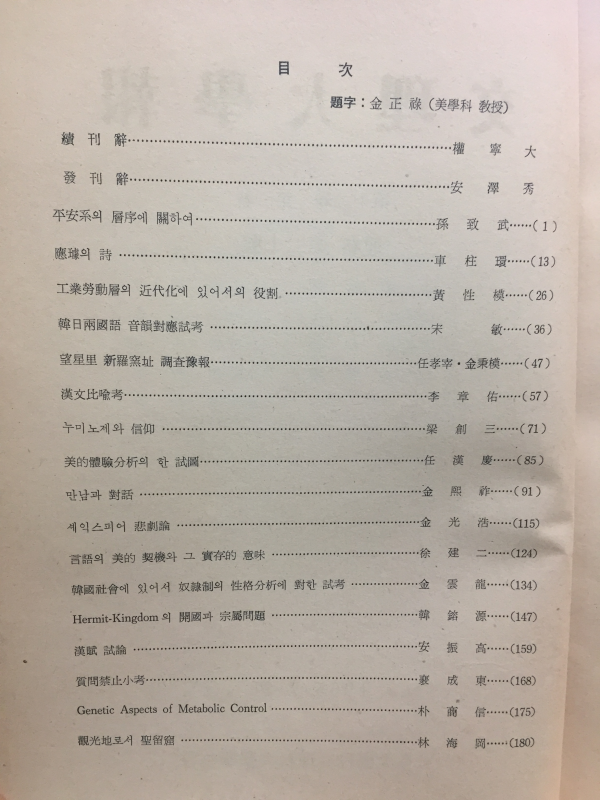 目 次
題字: 金 正 祿 (美學科 敎授)
續 刊 辭……權 寧 大
發 刊 辭……安 澤 秀
平安系의 層序에 關하여……孫 致 武……( 1 )
應璩의 詩……車 柱 環……(13)
工業勞動層의 近代化에 있어서의 役割……黃 性 模……(26)
韓日兩國語 音韻對應試考……宋 敏……(36)
望星里 新羅窯址 調査豫報……任孝宰·金秉模……(47)
漢文比喩考……李 章 佑……(57)
누미노제와 信仰……梁 創 三……(71)
美的體驗分析의 한 試圖……任 漢 慶……(85)
만남과 對話……金 熙 祚……(91)
셰익스피어 悲劇論……金 光 浩……(115)
言語의 美的 契機와 그 實存的 意味……徐 建 二……(124)
韓國社會에 있어서 奴隷制의 性格分析에 對한 試考……金 雲 龍……(134)
Hermit-Kingdom의 開國과 宗屬問題……韓 鎔 源……(147)
漢賦 試論……安 振 高……(159)
質問禁止小考……裵 成 東……(168)
Genetic Aspects of Metabolic Control……朴 商 信……(175)
觀光地로서 聖留窟……林 海 岡……(180)